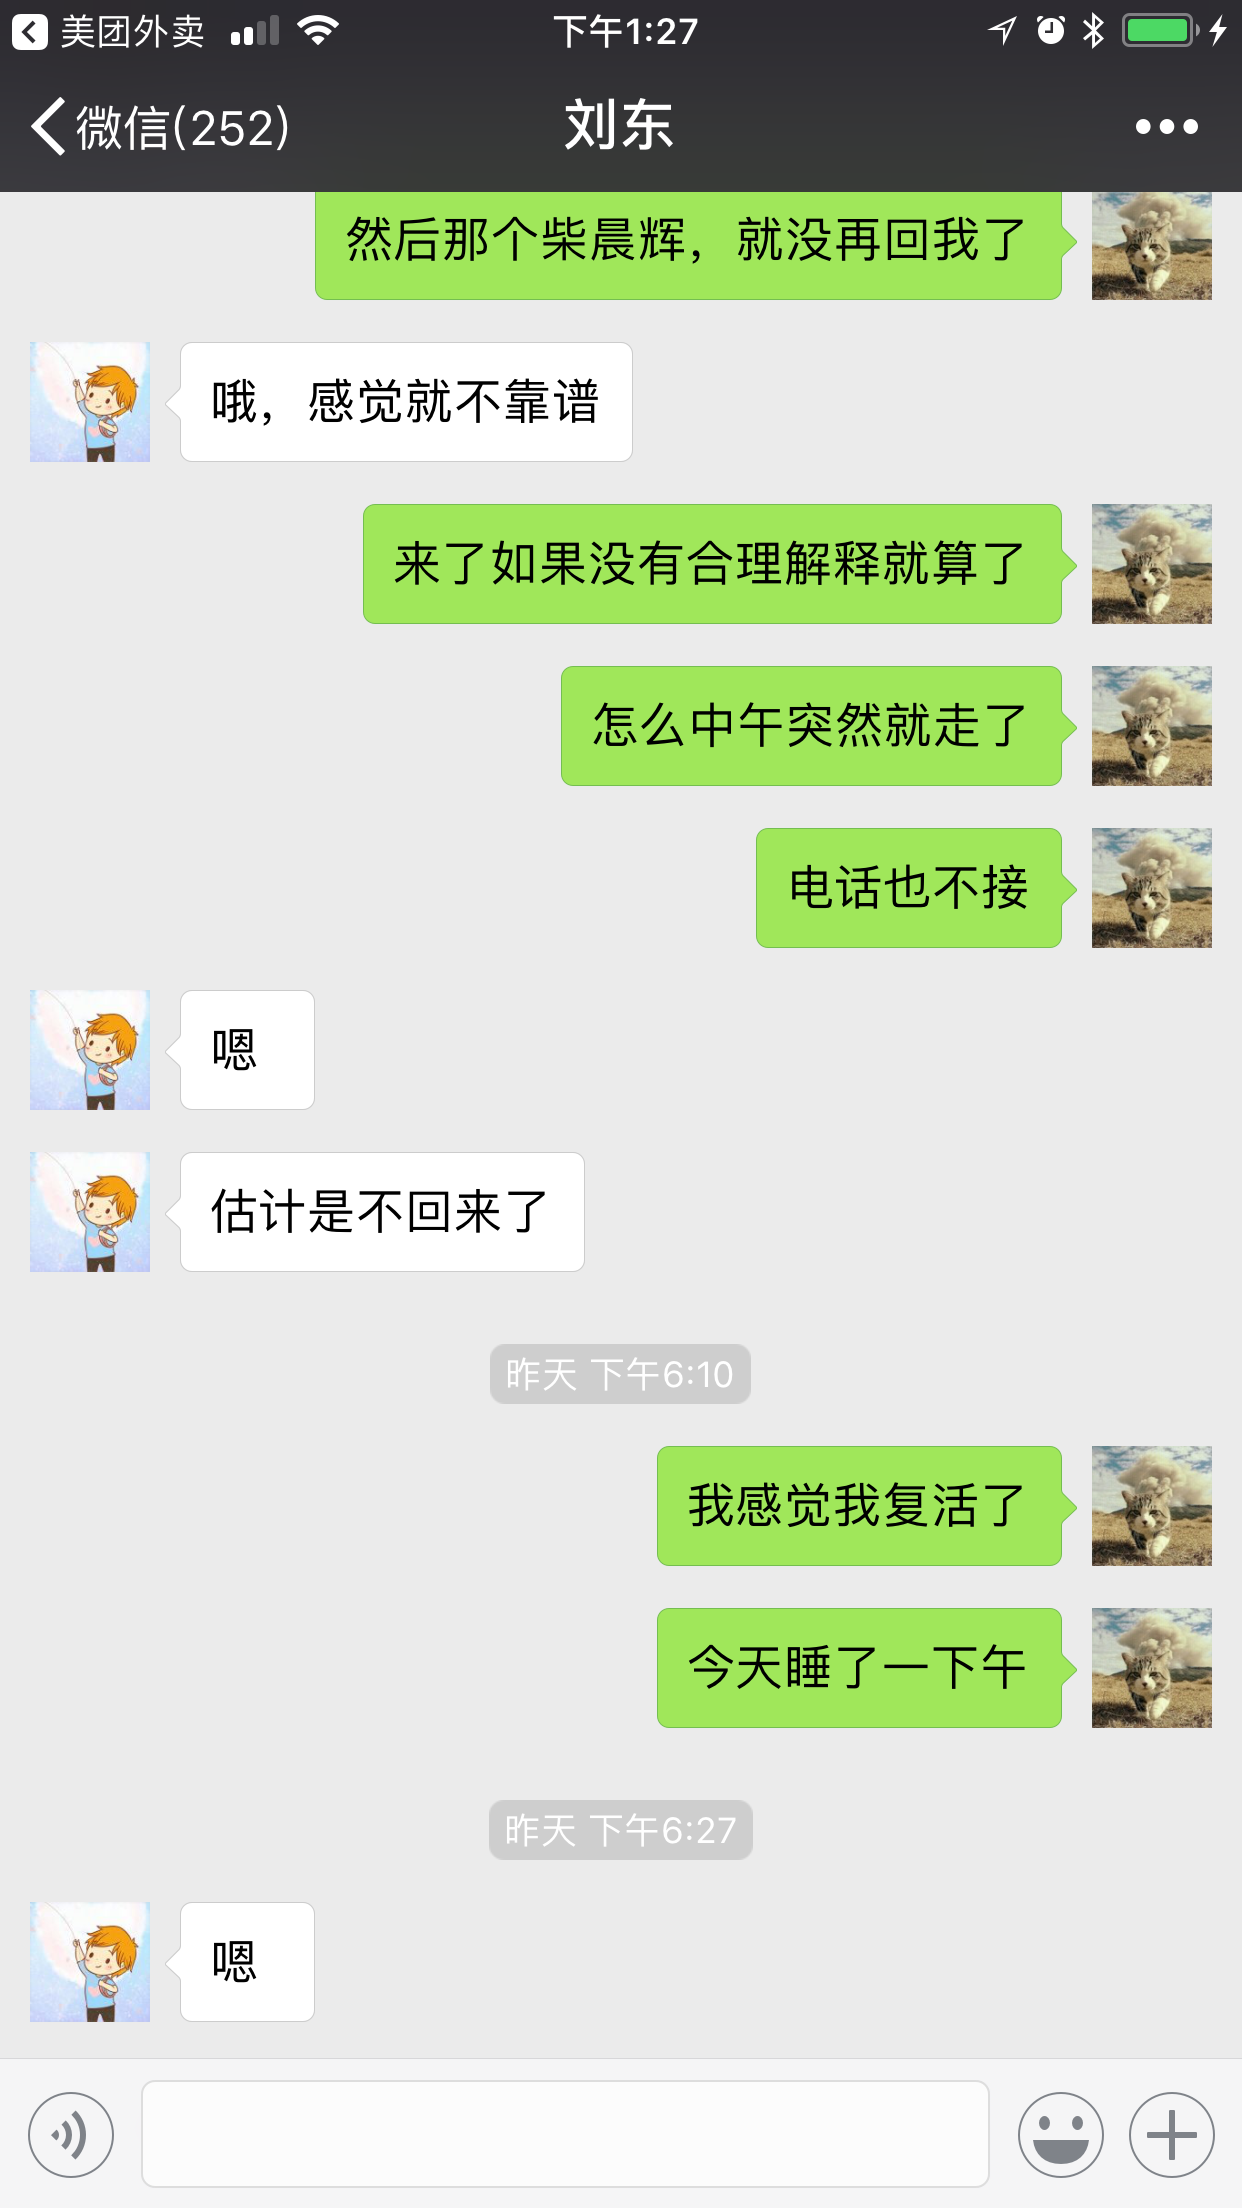 美团外卖
下午1:27
微信(252)
刘东
然后那个柴晨辉，就没再回我了
哦，感觉就不靠谱
来了如果没有合理解释就算了
怎么中午突然就走了
电话也不接
嗯
估计是不回来了
昨天 下午6:10
我感觉我复活了
今天睡了一下午
昨天 下午6:27
嗯